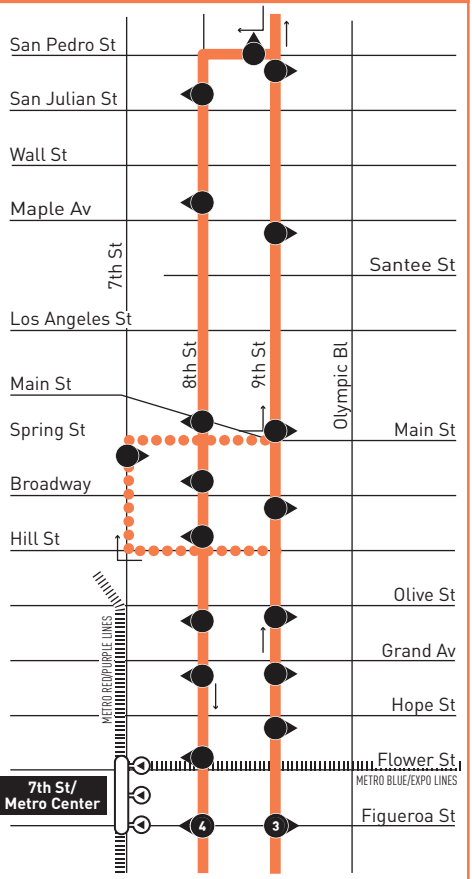 San Pedro St
San Julian St
Wall St
Maple Av
7th St
Santee St
Los Angeles St
8th St
9th St
Olympic Bl
Main St
Spring St
Main St
Broadway
Hill St
Olive St
METRO RED/PURPLE LINES
Grand Av
Hope St
Flower St
METRO BLUE/EXPO LINES
7th St/
Metro Center
4
3
Figueroa St